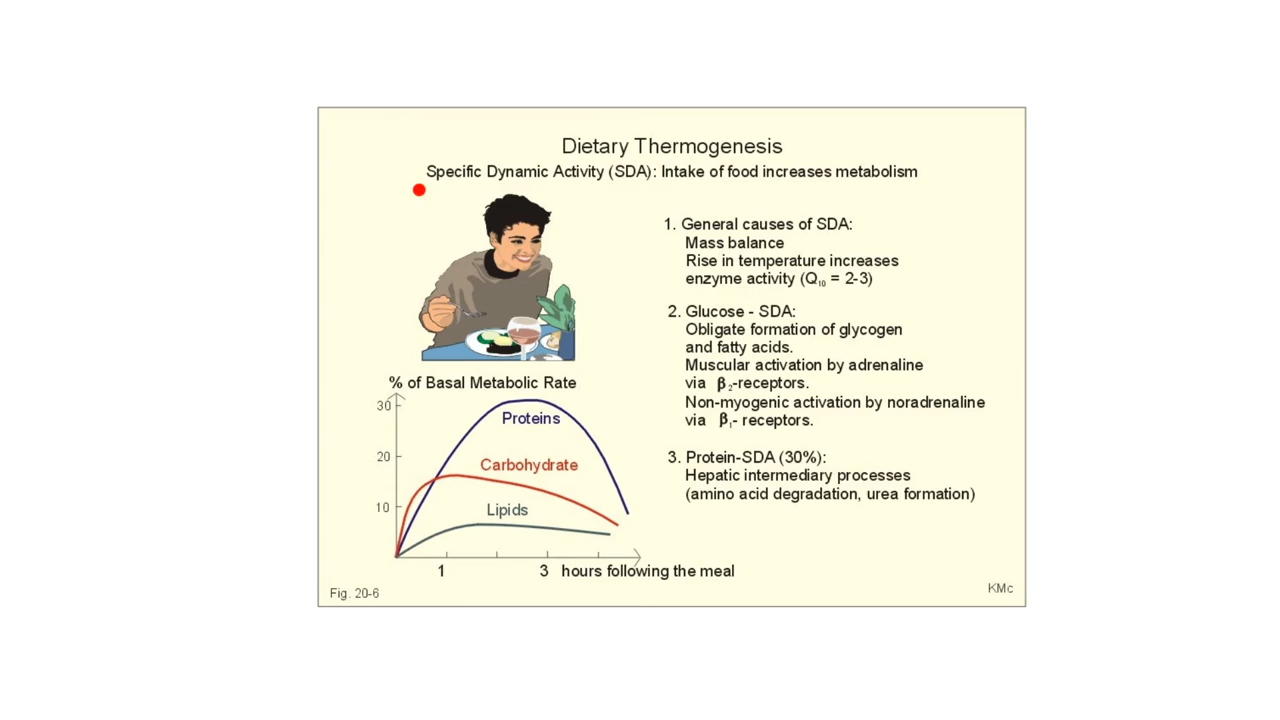 Dietary Thermogenesis
Specific Dynamic Activity (SDA): Intake of food increases metabolism
1. General causes of SDA:
Mass balance
Rise in temperature increases
enzyme activity (Q₁₀ = 2-3)
2. Glucose - SDA:
Obligate formation of glycogen
and fatty acids.
Muscular activation by adrenaline
via β₂-receptors.
Non-myogenic activation by noradrenaline
via β₁- receptors.
3. Protein-SDA (30%):
Hepatic intermediary processes
(amino acid degradation, urea formation)
% of Basal Metabolic Rate
30
Proteins
20
Carbohydrate
10
Lipids
1 3 hours following the meal
Fig. 20-6
KMc